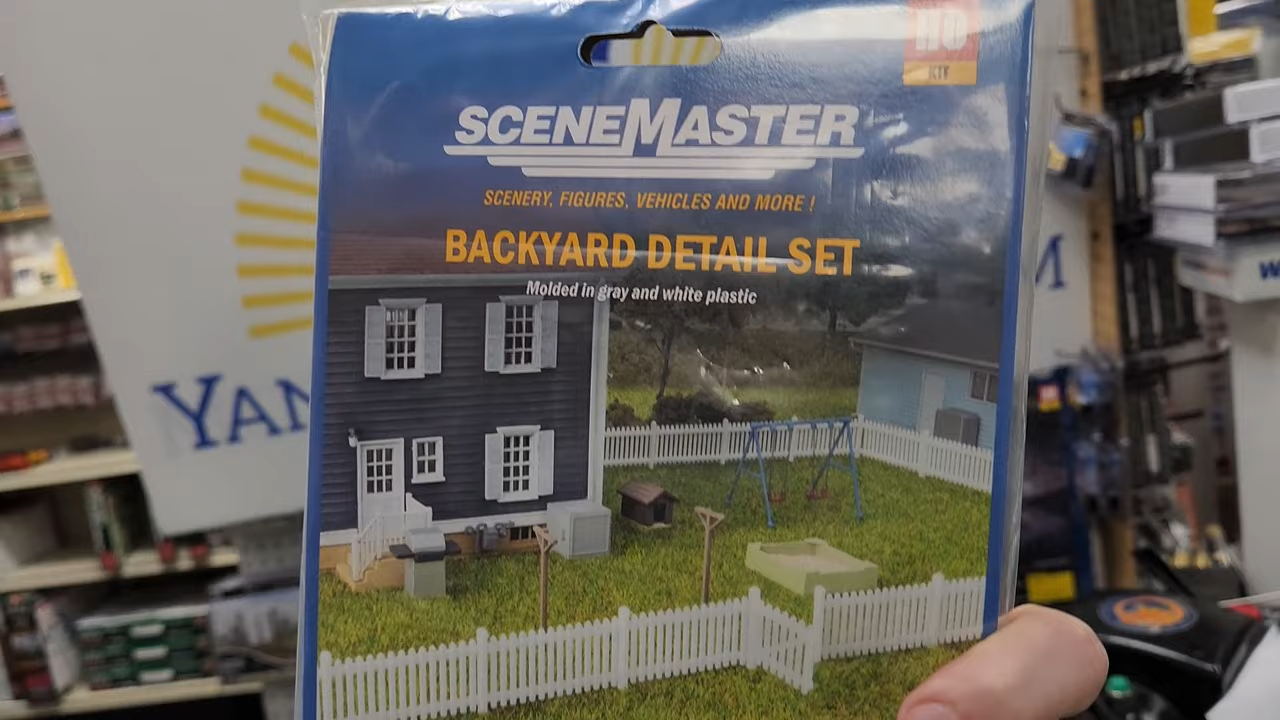 HO
KIT
SCENEMASTER
SCENERY, FIGURES, VEHICLES AND MORE !
BACKYARD DETAIL SET
Molded in gray and white plastic
YAN
M
W